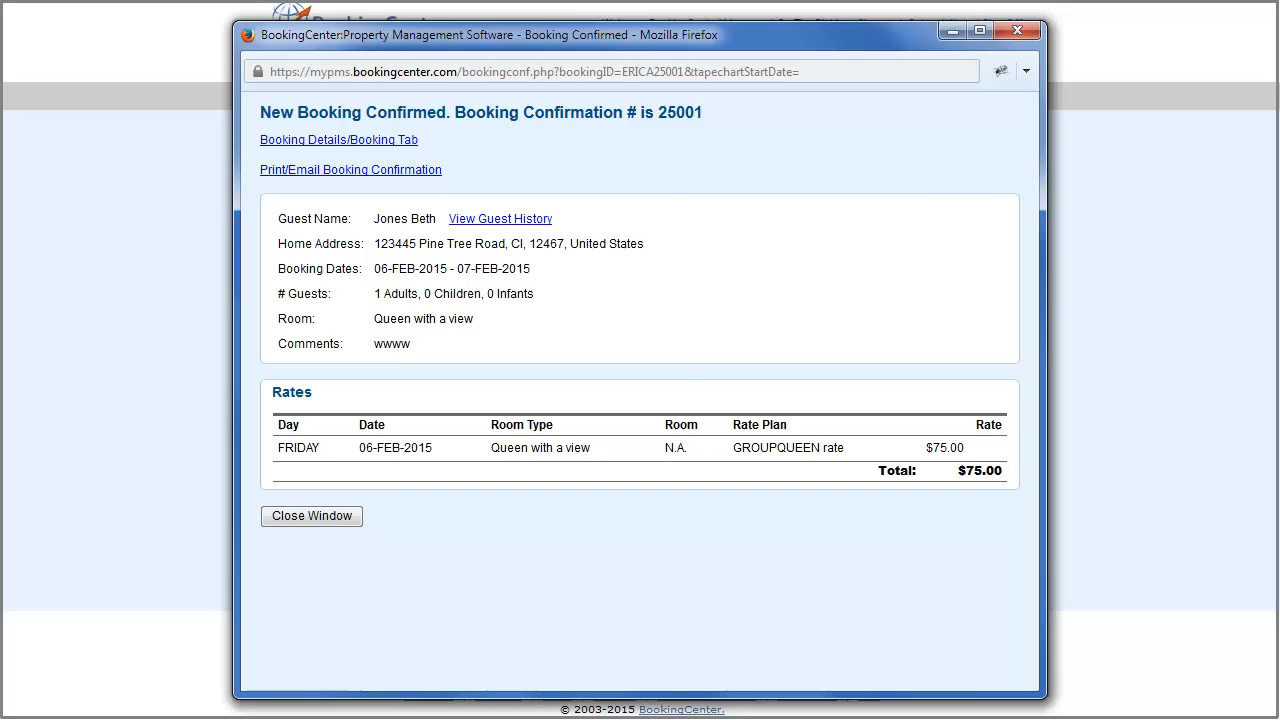 BookingCenter:Property Management Software - Booking Confirmed - Mozilla Firefox
https://mypms.bookingcenter.com/bookingconf.php?bookingID=ERICA25001&tapechartStartDate=
New Booking Confirmed. Booking Confirmation # is 25001
Booking Details/Booking Tab
Print/Email Booking Confirmation
Guest Name: Jones Beth View Guest History
Home Address: 123445 Pine Tree Road, CI, 12467, United States
Booking Dates: 06-FEB-2015 - 07-FEB-2015
# Guests: 1 Adults, 0 Children, 0 Infants
Room: Queen with a view
Comments: wwww
Rates
Day Date Room Type Room Rate Plan Rate
FRIDAY 06-FEB-2015 Queen with a view N.A. GROUPQUEEN rate $75.00
Total: $75.00
Close Window
© 2003-2015 BookingCenter.